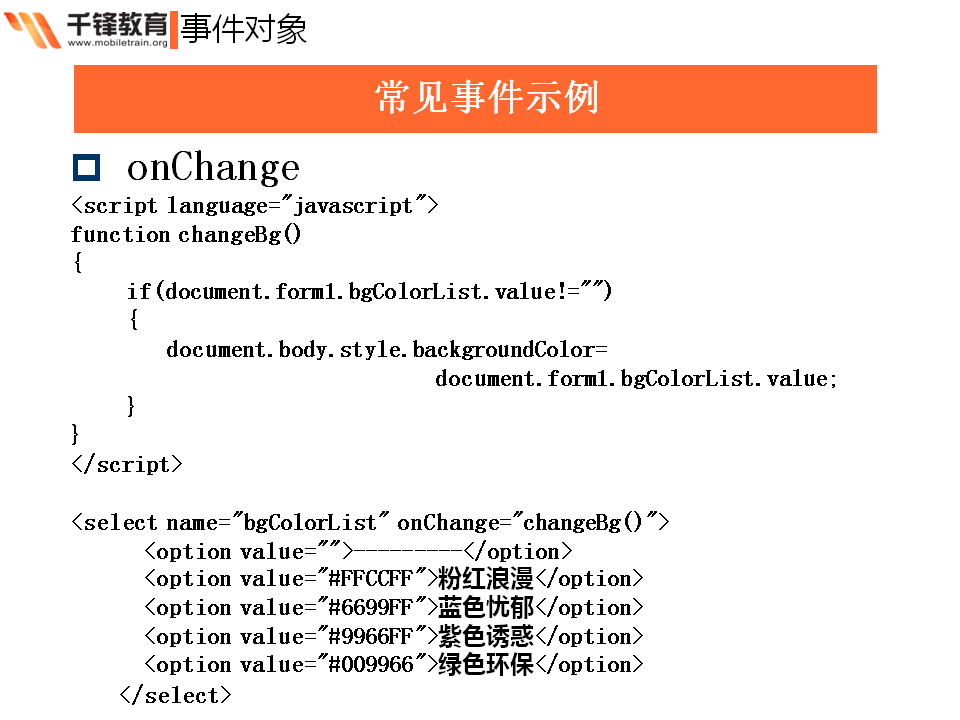 千锋教育
www.mobiletrain.org
事件对象
常见事件示例
onChange
<script language="javascript">
function changeBg()
{
if(document.form1.bgColorList.value!="")
{
document.body.style.backgroundColor=
document.form1.bgColorList.value;
}
}
</script>
<select name="bgColorList" onChange="changeBg()">
<option value="">---------</option>
<option value="#FFCCFF">粉红浪漫</option>
<option value="#6699FF">蓝色忧郁</option>
<option value="#9966FF">紫色诱惑</option>
<option value="#009966">绿色环保</option>
</select>